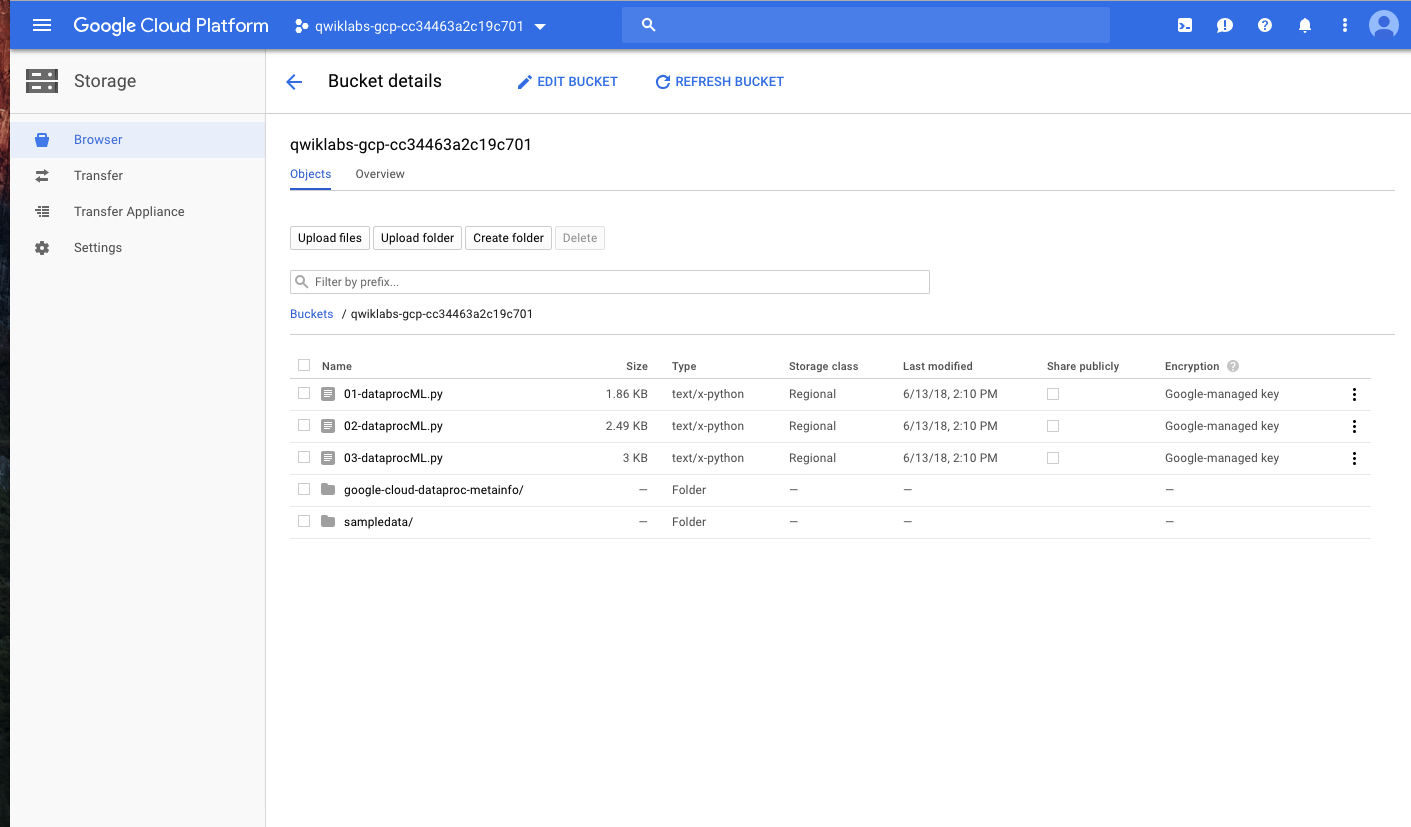 Google Cloud Platform qwiklabs-gcp-cc34463a2c19c701
Storage
Bucket details EDIT BUCKET REFRESH BUCKET
Browser
Transfer
Transfer Appliance
Settings
qwiklabs-gcp-cc34463a2c19c701
Objects Overview
Upload files Upload folder Create folder Delete
Filter by prefix...
Buckets / qwiklabs-gcp-cc34463a2c19c701
Name Size Type Storage class Last modified Share publicly Encryption ?
01-dataprocML.py 1.86 KB text/x-python Regional 6/13/18, 2:10 PM Google-managed key
02-dataprocML.py 2.49 KB text/x-python Regional 6/13/18, 2:10 PM Google-managed key
03-dataprocML.py 3 KB text/x-python Regional 6/13/18, 2:10 PM Google-managed key
google-cloud-dataproc-metainfo/ — Folder — — —
sampledata/ — Folder — — —